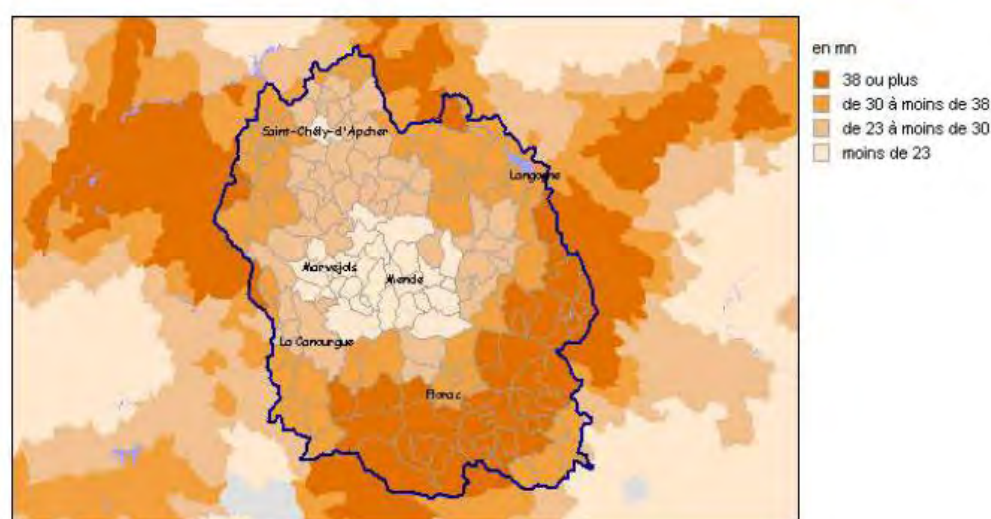 en mn
38 ou plus
de 30 à moins de 38
de 23 à moins de 30
moins de 23
Saint-Chély-d'Apcher
Langogne
Marvejols
Mende
La Canourgue
Florac